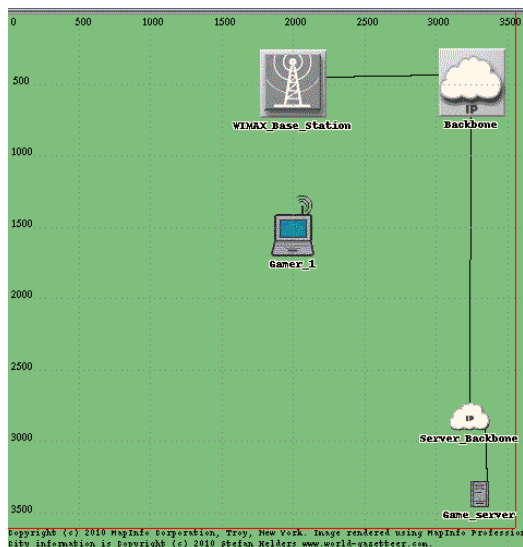 0 500 1000 1500 2000 2500 3000 3500
500
IP
WIMAX_Base_Station
Backbone
1000
1500
Gamer_1
2000
2500
IP
Server_Backbone
3000
Game_server
3500
Copyright (c) 2010 MapInfo Corporation, Troy, New York. Image rendered using MapInfo Profession
City information is Copyright (c) 2010 Stefan Helders www.world-gazetteer.com.